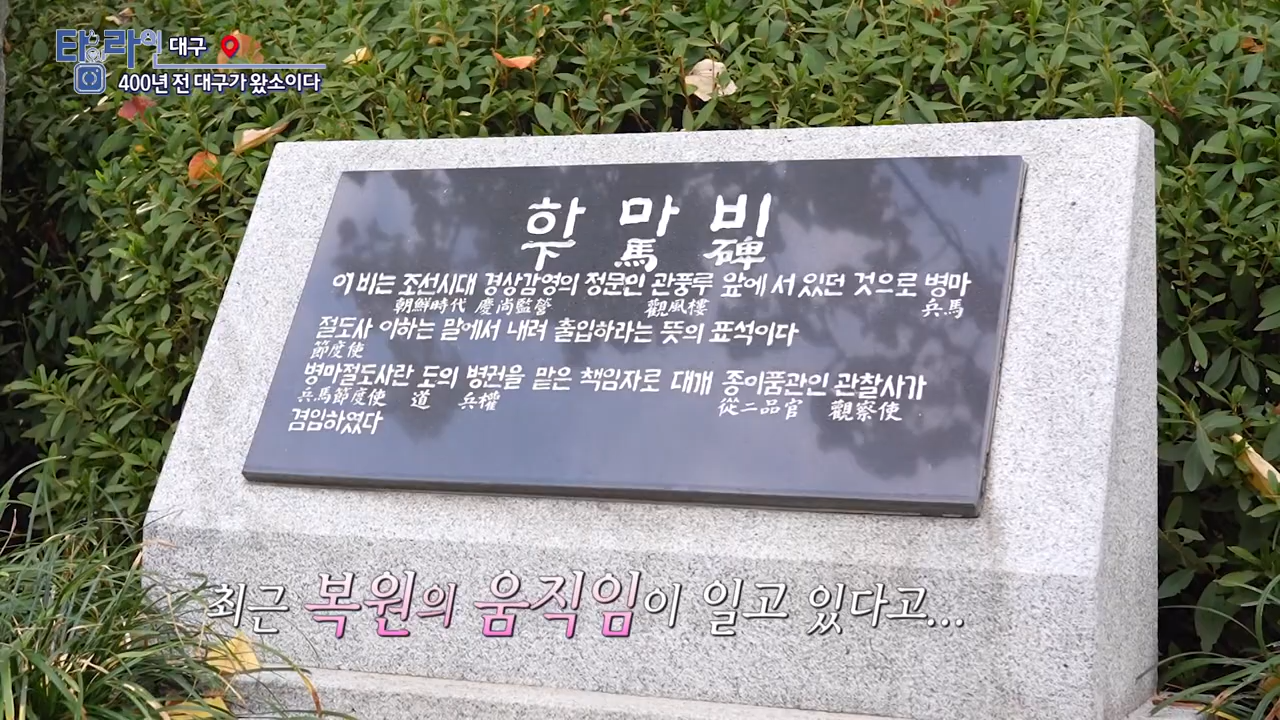 타라이 대구
400년 전 대구가 왔소이다
하마비
下馬碑
이 비는 조선시대 경상감영의 정문인 관풍루 앞에 서 있던 것으로 병마
朝鮮時代 慶尙監營 觀風樓 兵馬
절도사 이하는 말에서 내려 출입하라는 뜻의 표석이다
節度使
병마절도사란 도의 병권을 맡은 책임자로 대개 종이품관인 관찰사가
兵馬節度使 道 兵權 從二品官 觀察使
겸임하였다
최근 복원의 움직임이 일고 있다고...